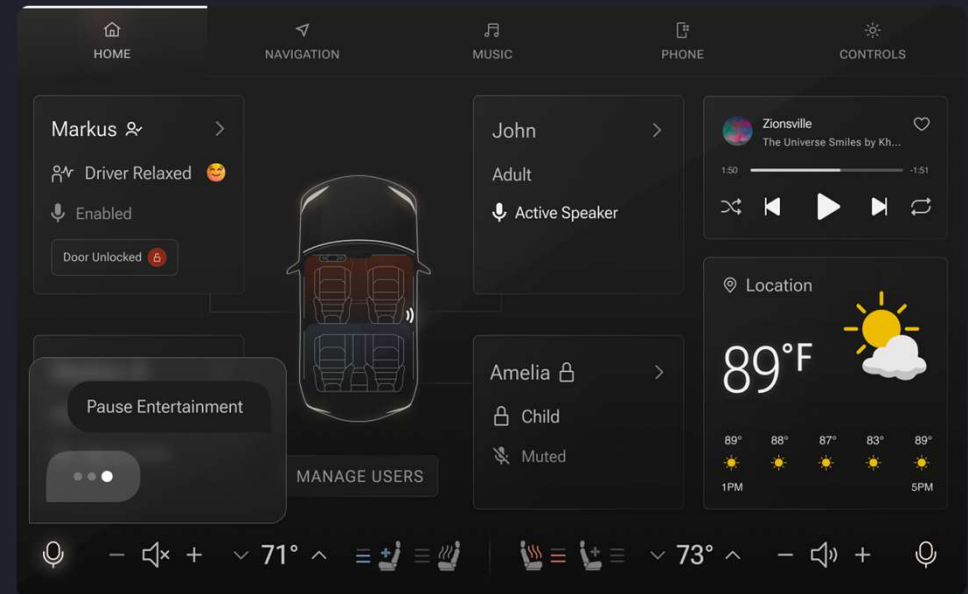 HOME
NAVIGATION
MUSIC
PHONE
CONTROLS
Markus
Driver Relaxed
Enabled
Door Unlocked
John
Adult
Active Speaker
Zionsville
The Universe Smiles by Kh...
1:50
-1:51
Location
89°F
89°
88°
87°
83°
89°
1PM
5PM
Amelia
Child
Muted
Pause Entertainment
MANAGE USERS
71°
73°